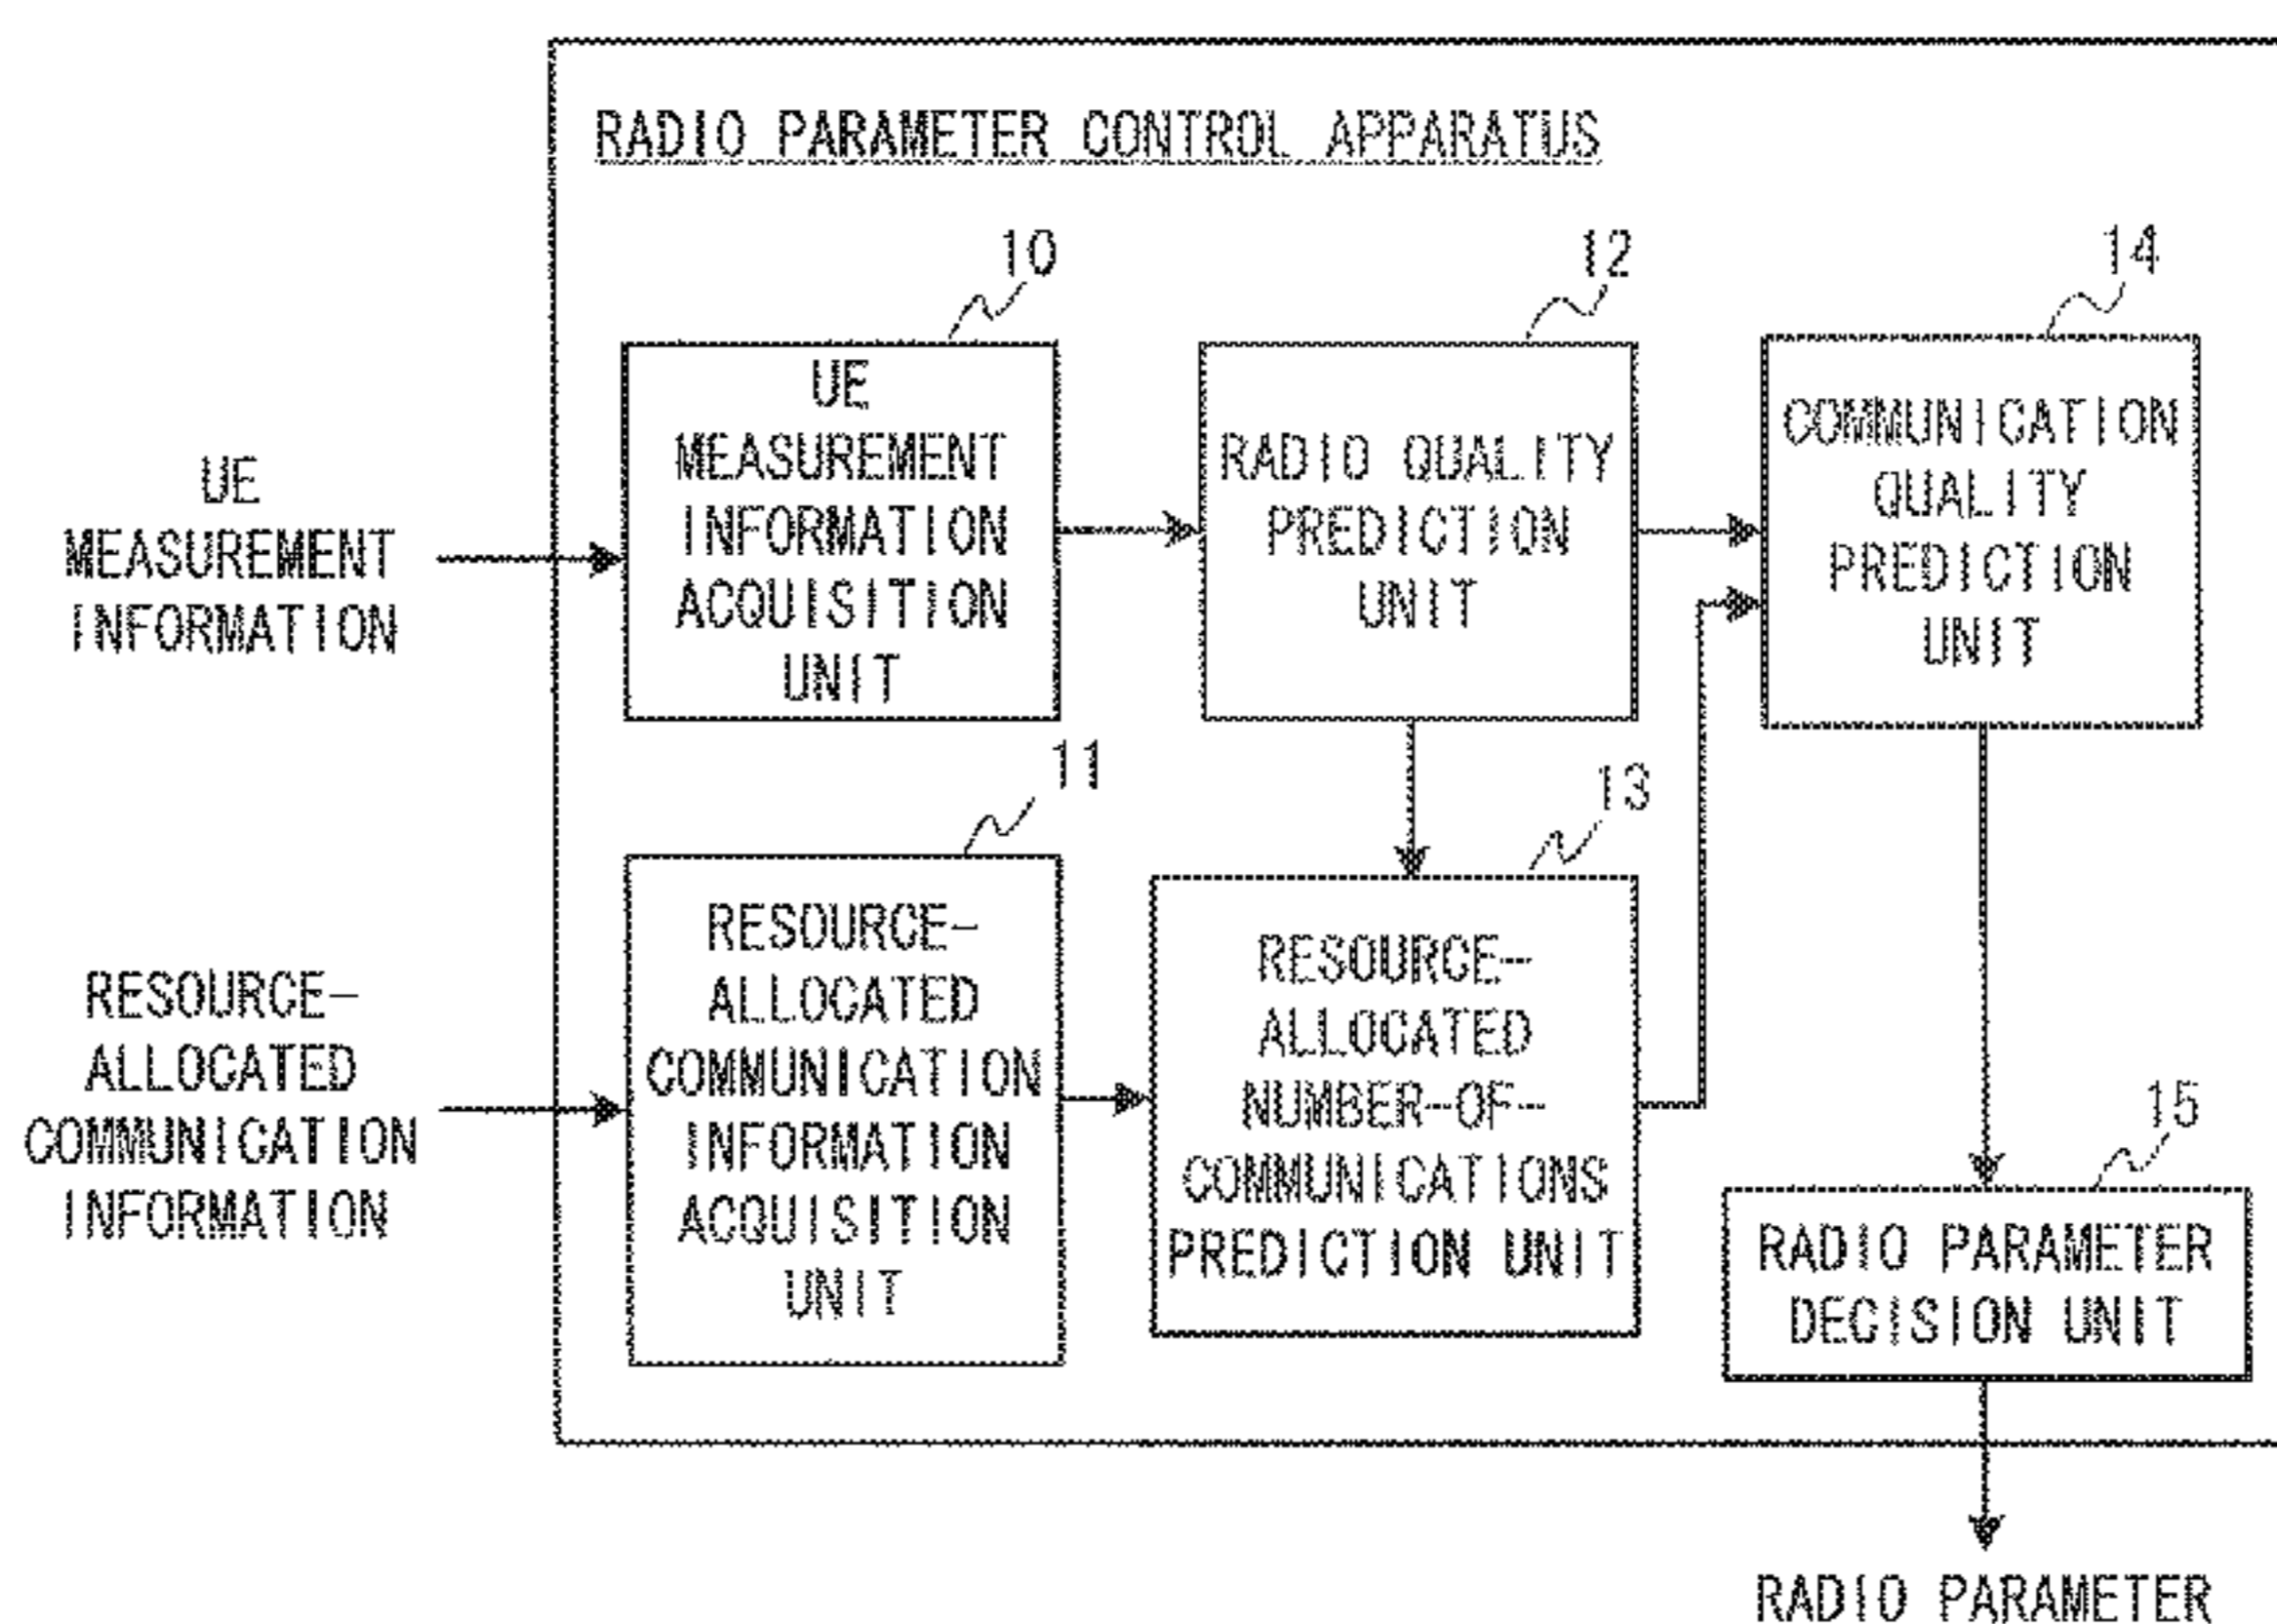 RADIO PARAMETER CONTROL APPARATUS
10
12
14
UE
MEASUREMENT
INFORMATION
UE
MEASUREMENT
INFORMATION
ACQUISITION
UNIT
RADIO QUALITY
PREDICTION
UNIT
COMMUNICATION
QUALITY
PREDICTION
UNIT
11
13
15
RESOURCE-
ALLOCATED
COMMUNICATION
INFORMATION
RESOURCE-
ALLOCATED
COMMUNICATION
INFORMATION
ACQUISITION
UNIT
RESOURCE-
ALLOCATED
NUMBER-OF-
COMMUNICATIONS
PREDICTION UNIT
RADIO PARAMETER
DECISION UNIT
RADIO PARAMETER